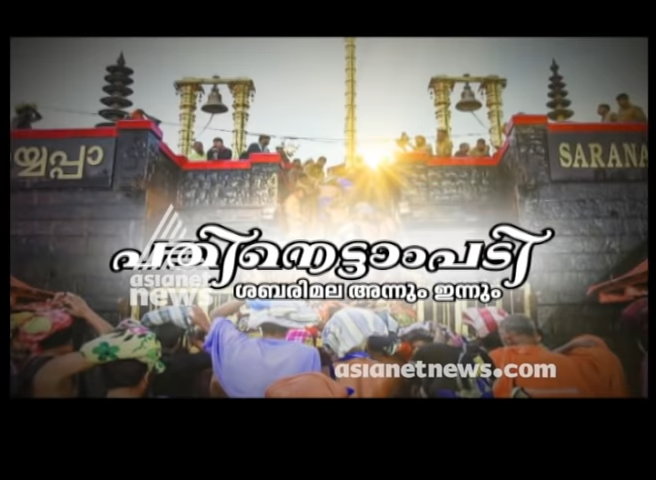 യ്യപ്പാ
SARANA
പതിനെട്ടാംപടി
ശബരിമല അന്നും ഇന്നും
asianet
news
asianetnews.com